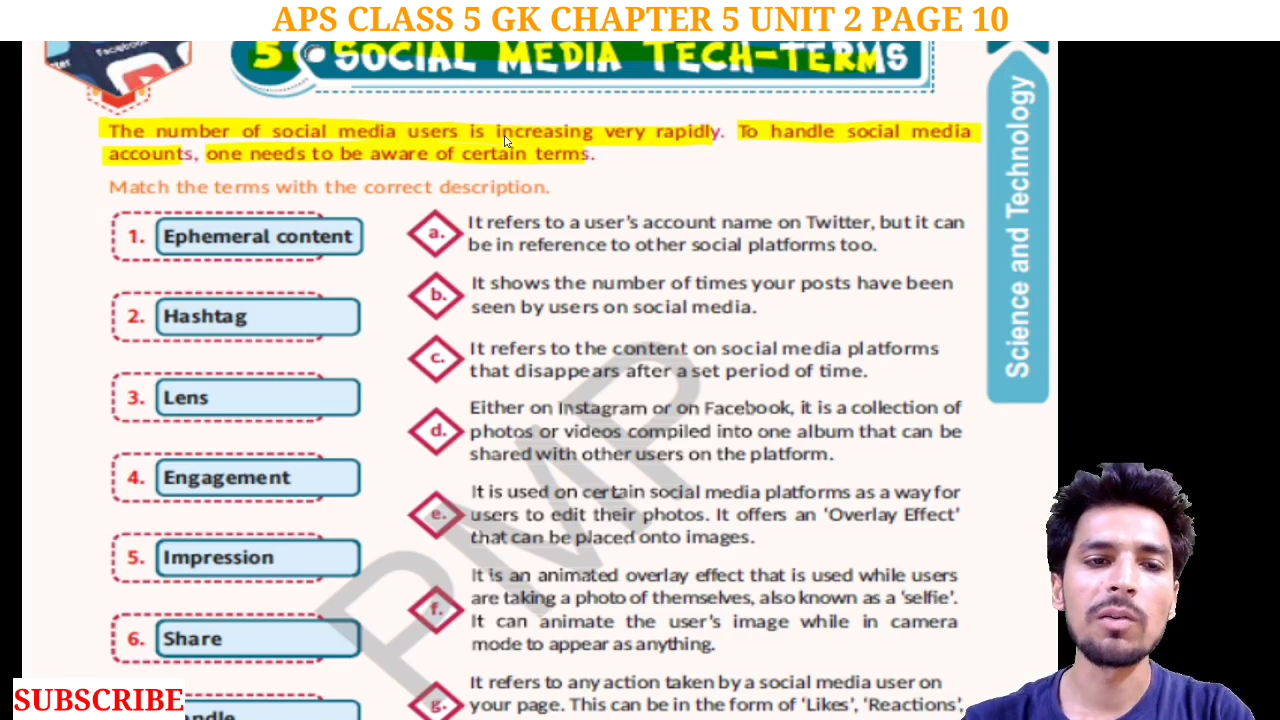 APS CLASS 5 GK CHAPTER 5 UNIT 2 PAGE 10
5 SOCIAL MEDIA TECH-TERMS
Facebook
The number of social media users is increasing very rapidly. To handle social media
accounts, one needs to be aware of certain terms.
Match the terms with the correct description.
1. Ephemeral content
2. Hashtag
3. Lens
4. Engagement
5. Impression
6. Share
a. It refers to a user's account name on Twitter, but it can
be in reference to other social platforms too.
b. It shows the number of times your posts have been
seen by users on social media.
c. It refers to the content on social media platforms
that disappears after a set period of time.
d. Either on Instagram or on Facebook, it is a collection of
photos or videos compiled into one album that can be
shared with other users on the platform.
e. It is used on certain social media platforms as a way for
users to edit their photos. It offers an 'Overlay Effect'
that can be placed onto images.
f. It is an animated overlay effect that is used while users
are taking a photo of themselves, also known as a 'selfie'.
It can animate the user's image while in camera
mode to appear as anything.
g. It refers to any action taken by a social media user on
your page. This can be in the form of 'Likes', 'Reactions',
Science and Technology
PMP
SUBSCRIBE